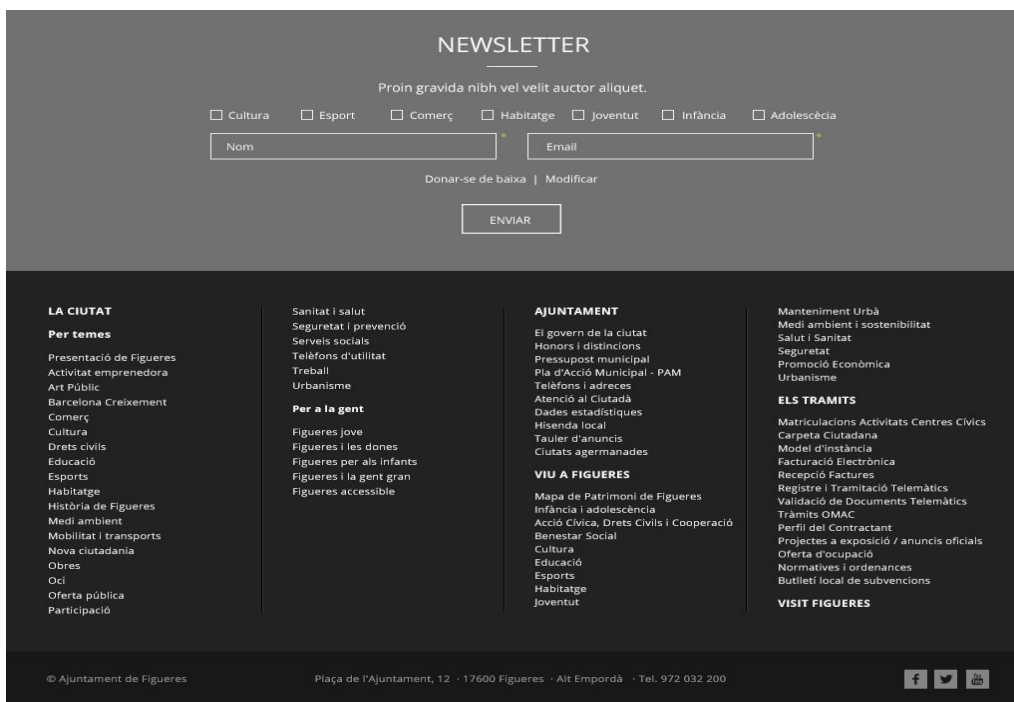 NEWSLETTER
Proin gravida nibh vel velit auctor aliquet.
Cultura Esport Comerç Habitatge Joventut Infància Adolescècia
Nom * Email *
Donar-se de baixa | Modificar
ENVIAR
LA CIUTAT
Per temes
Presentació de Figueres
Activitat emprenedora
Art Públic
Barcelona Creixement
Comerç
Cultura
Drets civils
Educació
Esports
Habitatge
Història de Figueres
Medi ambient
Mobilitat i transports
Nova ciutadania
Obres
Oci
Oferta pública
Participació
Sanitat i salut
Seguretat i prevenció
Serveis socials
Telèfons d'utilitat
Treball
Urbanisme
Per a la gent
Figueres jove
Figueres i les dones
Figueres per als infants
Figueres i la gent gran
Figueres accessible
AJUNTAMENT
El govern de la ciutat
Honors i distincions
Pressupost municipal
Pla d'Acció Municipal - PAM
Telèfons i adreces
Atenció al Ciutadà
Dades estadístiques
Hisenda local
Tauler d'anuncis
Ciutats agermanades
VIU A FIGUERES
Mapa de Patrimoni de Figueres
Infància i adolescència
Acció Cívica, Drets Civils i Cooperació
Benestar Social
Cultura
Educació
Esports
Habitatge
Joventut
Manteniment Urbà
Medi ambient i sostenibilitat
Salut i Sanitat
Seguretat
Promoció Econòmica
Urbanisme
ELS TRAMITS
Matriculacions Activitats Centres Cívics
Carpeta Ciutadana
Model d'instància
Facturació Electrònica
Recepció Factures
Registre i Tramitació Telemàtics
Validació de Documents Telemàtics
Tràmits OMAC
Perfil del Contractant
Projectes a exposició / anuncis oficials
Oferta d'ocupació
Normatives i ordenances
Butlletí local de subvencions
VISIT FIGUERES
© Ajuntament de Figueres
Plaça de l'Ajuntament, 12 · 17600 Figueres · Alt Empordà · Tel. 972 032 200
You Tube